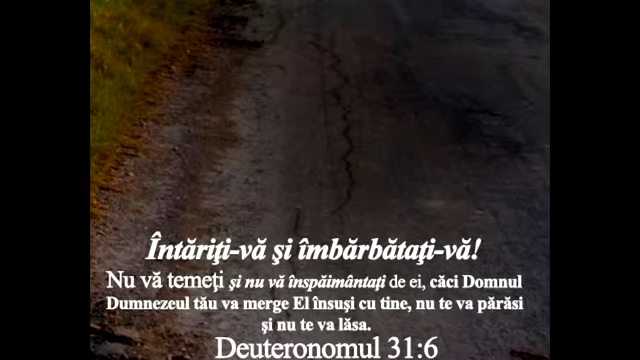 Întăriţi-vă şi îmbărbătaţi-vă!
Nu vă temeţi şi nu vă înspăimântaţi de ei, căci Domnul
Dumnezeul tău va merge El însuşi cu tine, nu te va părăsi
şi nu te va lăsa.
Deuteronomul 31:6